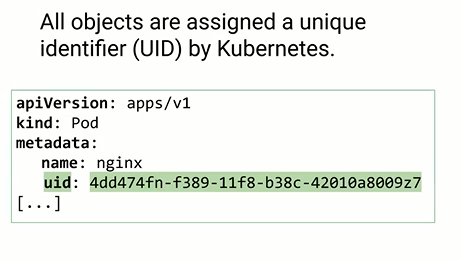 All objects are assigned a unique
identifier (UID) by Kubernetes.
apiVersion: apps/v1
kind: Pod
metadata:
name: nginx
uid: 4dd474fn-f389-11f8-b38c-42010a8009z7
[...]